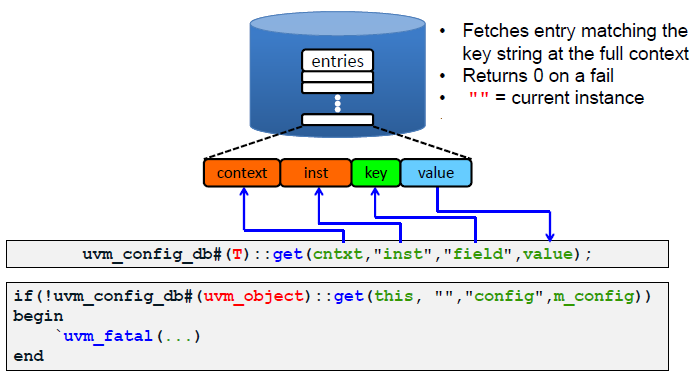 entries
• Fetches entry matching the
key string at the full context
• Returns 0 on a fail
• "" = current instance
context inst key value
uvm_config_db#(T)::get(cntxt,"inst","field",value);
if(!uvm_config_db#(uvm_object)::get(this, "","config",m_config))
begin
`uvm_fatal(...)
end